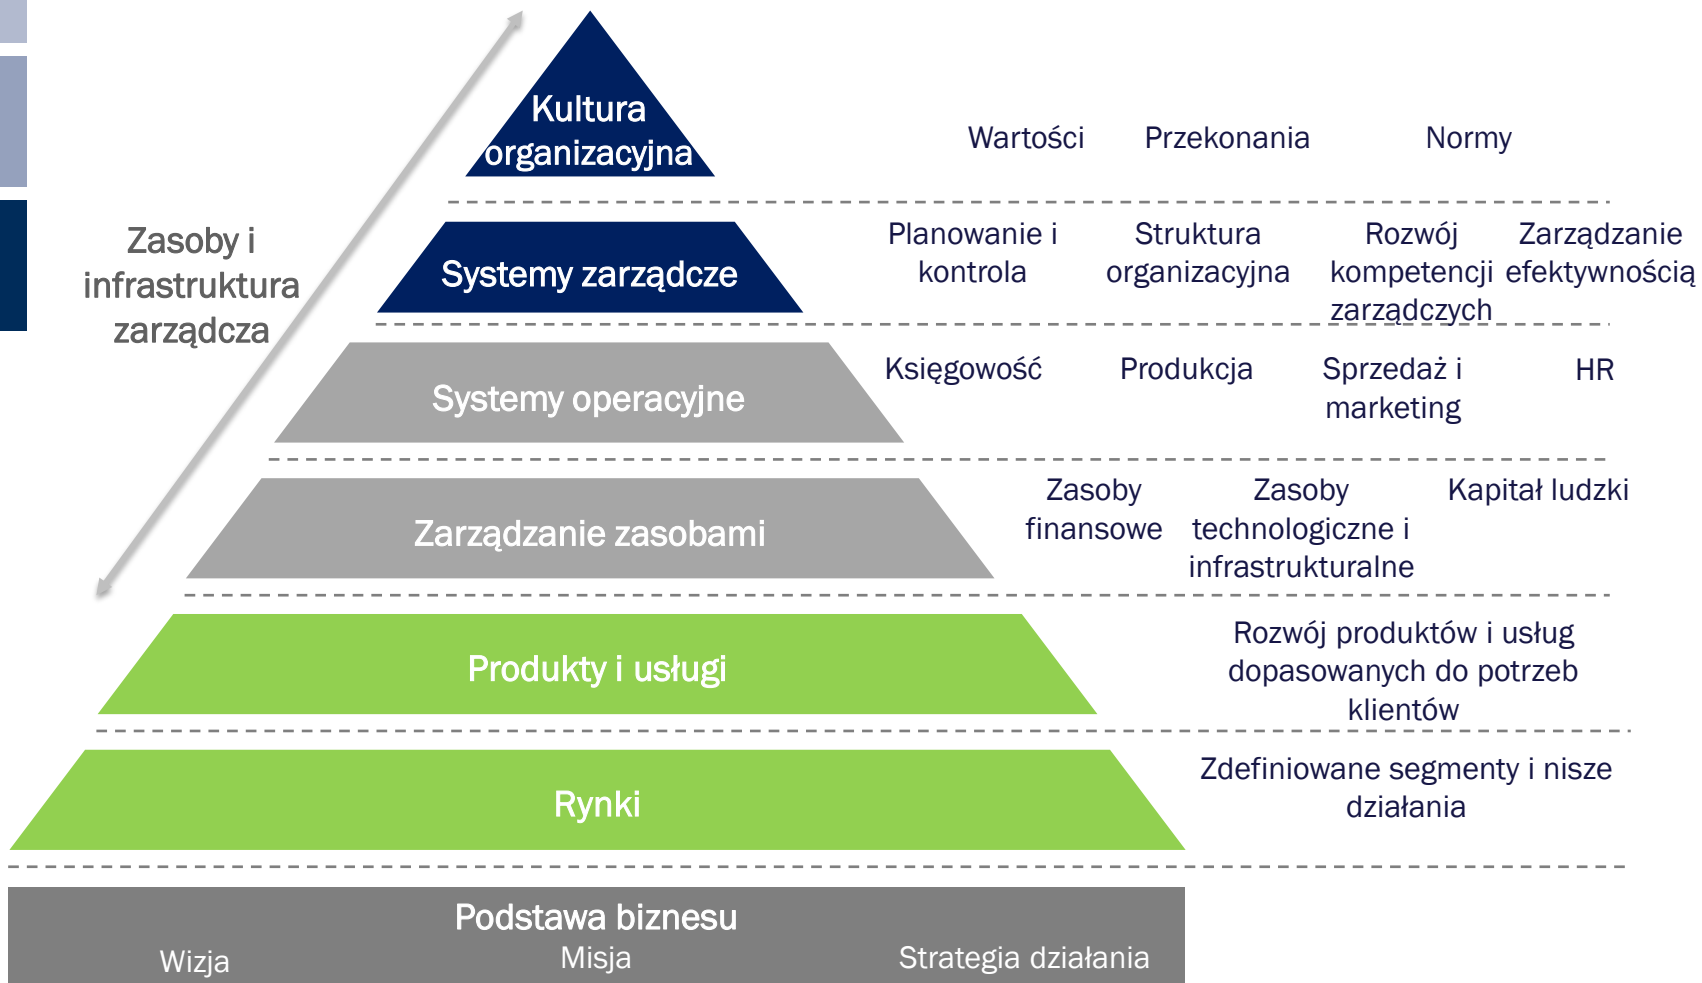 Kultura
organizacyjna
Wartości Przekonania Normy
Zasoby i
infrastruktura
zarządcza
Systemy zarządcze
Planowanie i
kontrola
Struktura
organizacyjna
Rozwój
kompetencji
zarządczych
Zarządzanie
efektywnością
Systemy operacyjne
Księgowość
Produkcja
Sprzedaż i
marketing
HR
Zarządzanie zasobami
Zasoby
finansowe
Zasoby
technologiczne i
infrastrukturalne
Kapitał ludzki
Produkty i usługi
Rozwój produktów i usług
dopasowanych do potrzeb
klientów
Rynki
Zdefiniowane segmenty i nisze
działania
Podstawa biznesu
Wizja Misja Strategia działania